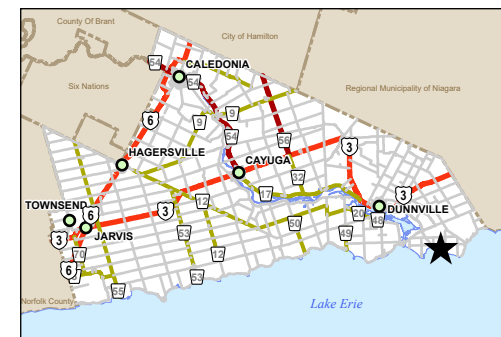 County Of Brant
City of Hamilton
54
CALEDONIA
54
Six Nations
Regional Municipality of Niagara
6
9
9
54
56
3
HAGERSVILLE
CAYUGA
32
17
3
TOWNSEND
6
3
12
20
48
DUNNVILLE
3
JARVIS
53
50
49
70
12
6
55
53
Norfolk County
Lake Erie